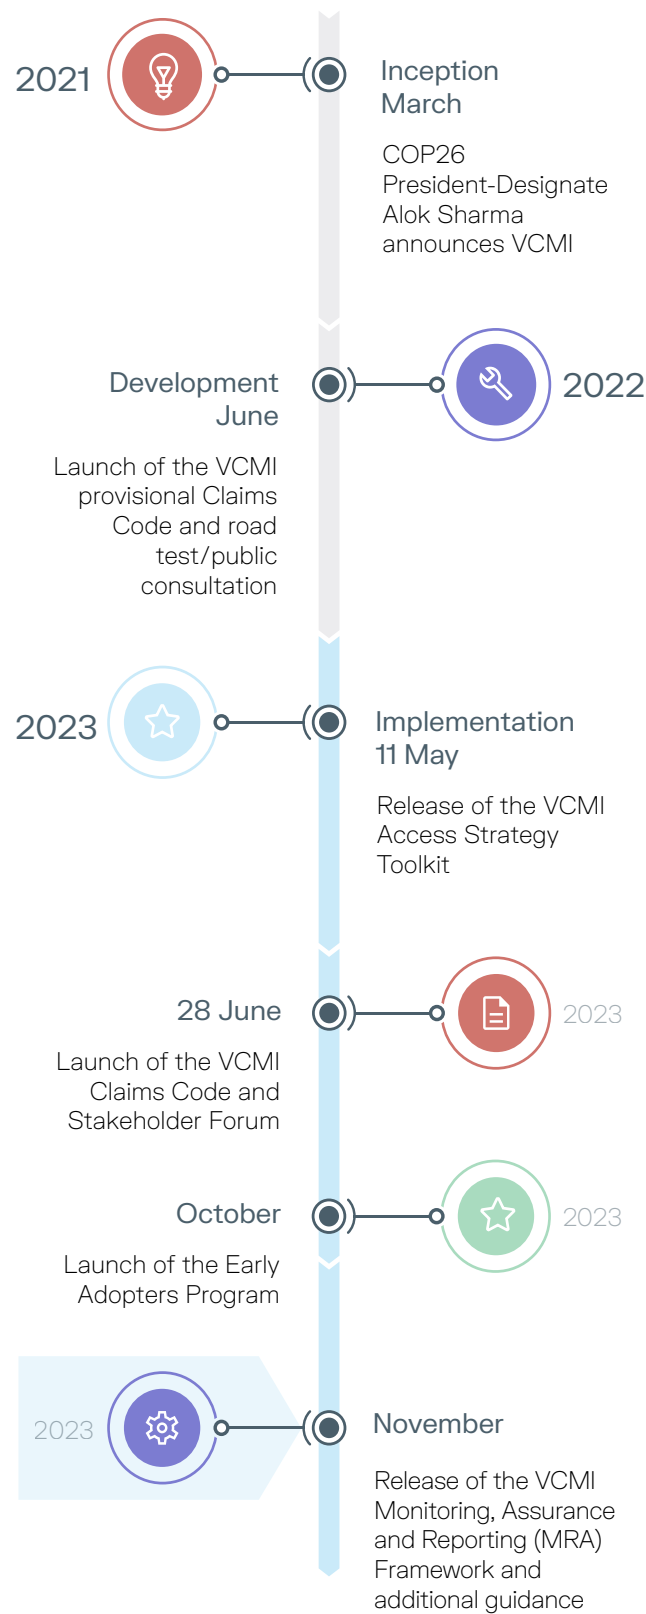 2021
Inception
March
COP26
President-Designate
Alok Sharma
announces VCMI
Development
June
2022
Launch of the VCMI
provisional Claims
Code and road
test/public
consultation
2023
Implementation
11 May
Release of the VCMI
Access Strategy
Toolkit
28 June
2023
Launch of the VCMI
Claims Code and
Stakeholder Forum
October
2023
Launch of the Early
Adopters Program
2023
November
Release of the VCMI
Monitoring, Assurance
and Reporting (MRA)
Framework and
additional guidance